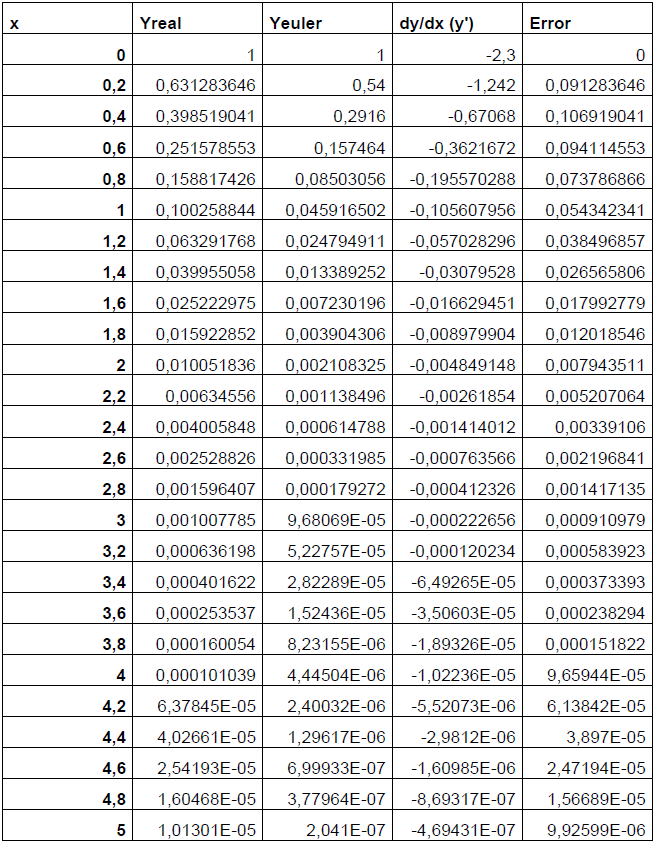 x Yreal Yeuler dy/dx (y') Error
0 1 1 -2,3 0
0,2 0,631283646 0,54 -1,242 0,091283646
0,4 0,398519041 0,2916 -0,67068 0,106919041
0,6 0,251578553 0,157464 -0,3621672 0,094114553
0,8 0,158817426 0,08503056 -0,195570288 0,073786866
1 0,100258844 0,045916502 -0,105607956 0,054342341
1,2 0,063291768 0,024794911 -0,057028296 0,038496857
1,4 0,039955058 0,013389252 -0,03079528 0,026565806
1,6 0,025222975 0,007230196 -0,016629451 0,017992779
1,8 0,015922852 0,003904306 -0,008979904 0,012018546
2 0,010051836 0,002108325 -0,004849148 0,007943511
2,2 0,00634556 0,001138496 -0,00261854 0,005207064
2,4 0,004005848 0,000614788 -0,001414012 0,00339106
2,6 0,002528826 0,000331985 -0,000763566 0,002196841
2,8 0,001596407 0,000179272 -0,000412326 0,001417135
3 0,001007785 9,68069E-05 -0,000222656 0,000910979
3,2 0,000636198 5,22757E-05 -0,000120234 0,000583923
3,4 0,000401622 2,82289E-05 -6,49265E-05 0,000373393
3,6 0,000253537 1,52436E-05 -3,50603E-05 0,000238294
3,8 0,000160054 8,23155E-06 -1,89326E-05 0,000151822
4 0,000101039 4,44504E-06 -1,02236E-05 9,65944E-05
4,2 6,37845E-05 2,40032E-06 -5,52073E-06 6,13842E-05
4,4 4,02661E-05 1,29617E-06 -2,9812E-06 3,897E-05
4,6 2,54193E-05 6,99933E-07 -1,60985E-06 2,47194E-05
4,8 1,60468E-05 3,77964E-07 -8,69317E-07 1,56689E-05
5 1,01301E-05 2,041E-07 -4,69431E-07 9,92599E-06